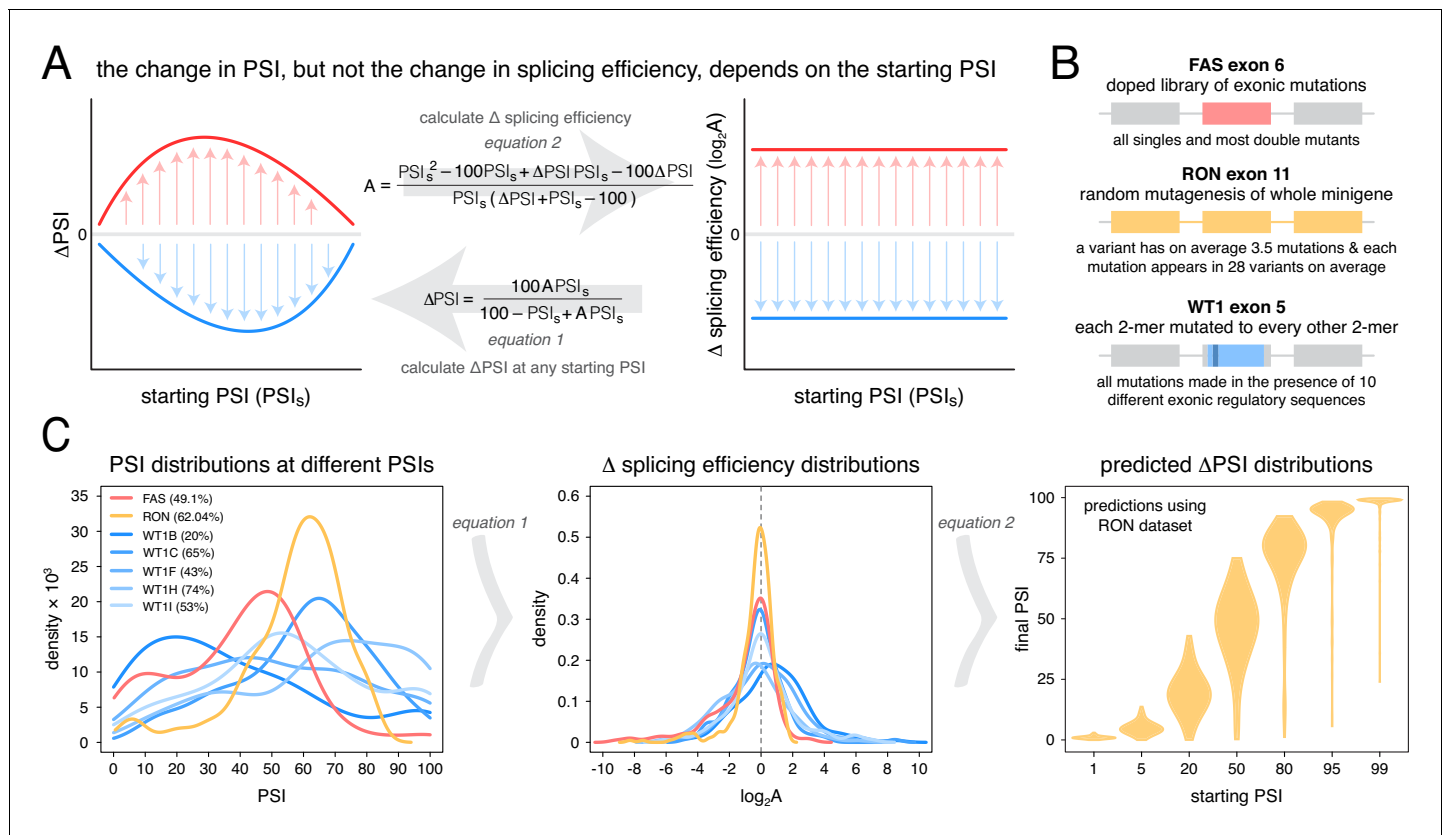 A
the change in PSI, but not the change in splicing efficiency, depends on the starting PSI
ΔPSI
0
starting PSI (PSIs)
calculate Δ splicing efficiency
equation 2
A = PSIs² − 100PSIs + ΔPSI PSIs − 100ΔPSI
PSIs ( ΔPSI + PSIs − 100 )
ΔPSI = 100 A PSIs
100 − PSIs + A PSIs
equation 1
calculate ΔPSI at any starting PSI
Δ splicing efficiency (log₂A)
0
starting PSI (PSIs)
B
FAS exon 6
doped library of exonic mutations
all singles and most double mutants
RON exon 11
random mutagenesis of whole minigene
a variant has on average 3.5 mutations & each
mutation appears in 28 variants on average
WT1 exon 5
each 2-mer mutated to every other 2-mer
all mutations made in the presence of 10
different exonic regulatory sequences
C
PSI distributions at different PSIs
density × 10³
35
30
25
20
15
10
5
0
FAS (49.1%)
RON (62.04%)
WT1B (20%)
WT1C (65%)
WT1F (43%)
WT1H (74%)
WT1I (53%)
0 10 20 30 40 50 60 70 80 90 100
PSI
equation 1
Δ splicing efficiency distributions
density
0.6
0.5
0.4
0.3
0.2
0.1
0
-10 -8 -6 -4 -2 0 2 4 6 8 10
log₂A
equation 2
predicted ΔPSI distributions
final PSI
100
75
50
25
0
predictions using
RON dataset
1 5 20 50 80 95 99
starting PSI